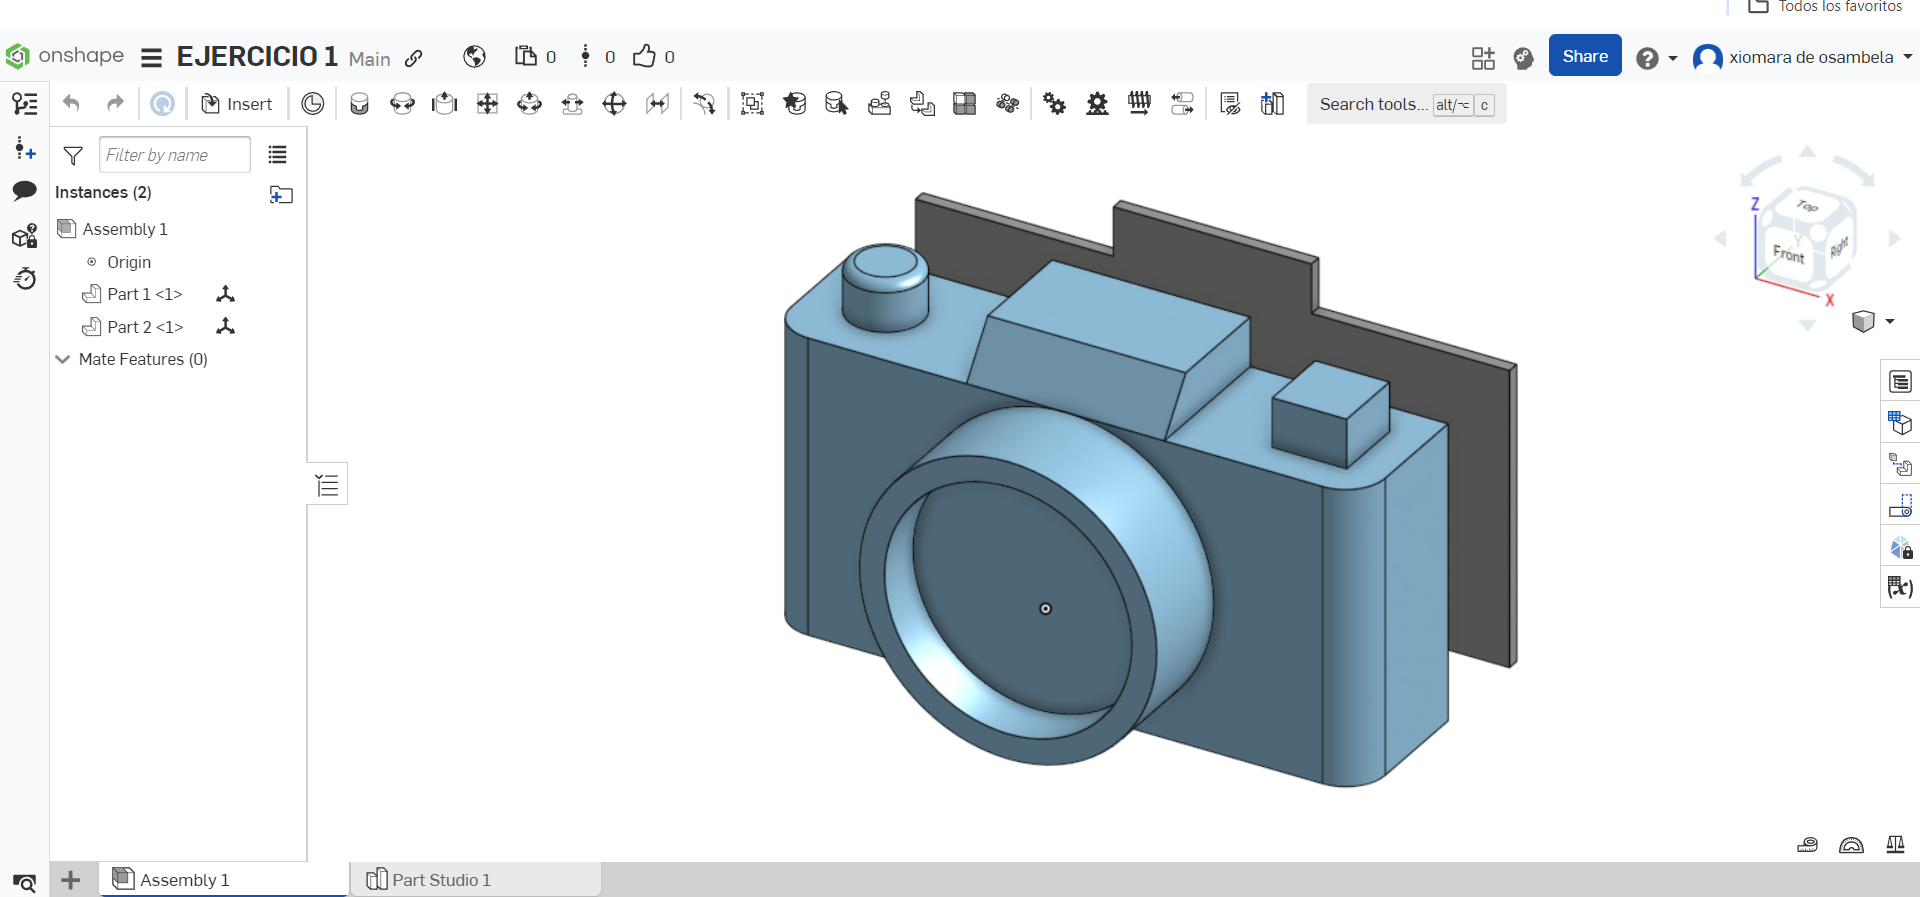 Todos los favoritos
onshape EJERCICIO 1 Main 0 0 0 Share xiomara de osambela
Insert Search tools... alt/⌥ c
Filter by name
Instances (2)
Assembly 1
Origin
Part 1 <1>
Part 2 <1>
Mate Features (0)
Z
Top
Y
Front
Right
X
Assembly 1
Part Studio 1